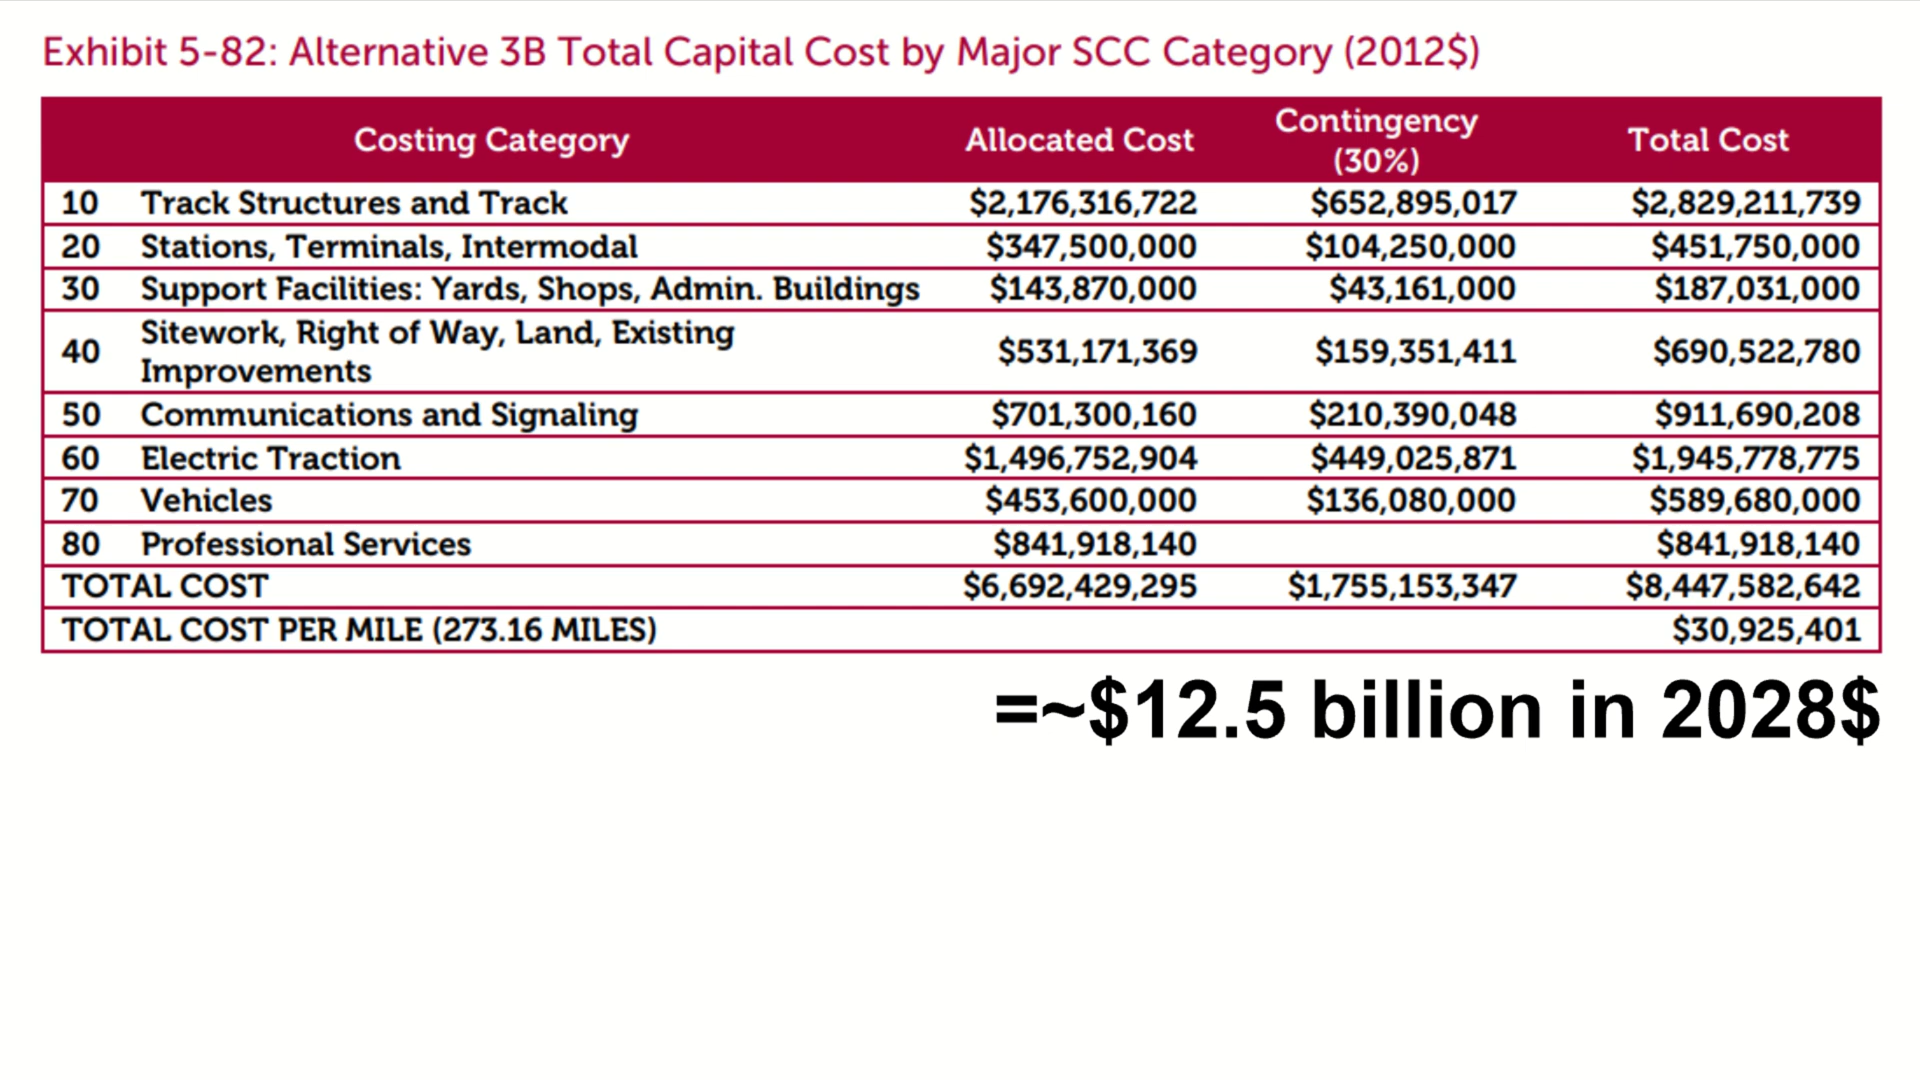 Exhibit 5-82: Alternative 3B Total Capital Cost by Major SCC Category (2012$)
Costing Category Allocated Cost Contingency (30%) Total Cost
10 Track Structures and Track $2,176,316,722 $652,895,017 $2,829,211,739
20 Stations, Terminals, Intermodal $347,500,000 $104,250,000 $451,750,000
30 Support Facilities: Yards, Shops, Admin. Buildings $143,870,000 $43,161,000 $187,031,000
40 Sitework, Right of Way, Land, Existing Improvements $531,171,369 $159,351,411 $690,522,780
50 Communications and Signaling $701,300,160 $210,390,048 $911,690,208
60 Electric Traction $1,496,752,904 $449,025,871 $1,945,778,775
70 Vehicles $453,600,000 $136,080,000 $589,680,000
80 Professional Services $841,918,140 $841,918,140
TOTAL COST $6,692,429,295 $1,755,153,347 $8,447,582,642
TOTAL COST PER MILE (273.16 MILES) $30,925,401
=~$12.5 billion in 2028$